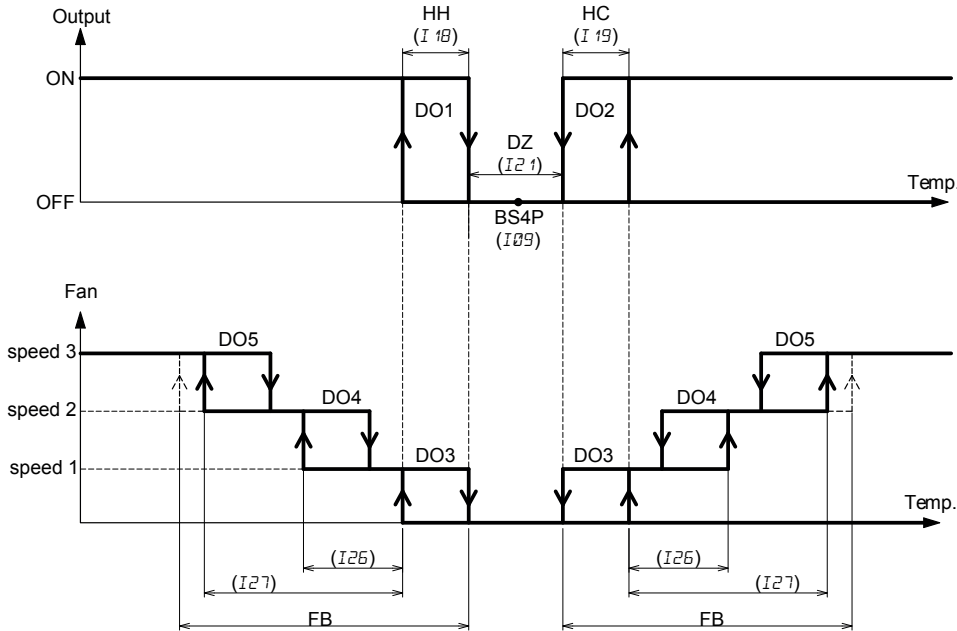 HH
HC
Output
(I18)
(I19)
ON
DO1
DO2
DZ
(I21)
Temp.
OFF
BS4P
(I09)
Fan
speed 3
DO5
DO5
speed 2
DO4
DO4
speed 1
DO3
DO3
Temp.
(I26)
(I26)
(I27)
(I27)
FB
FB